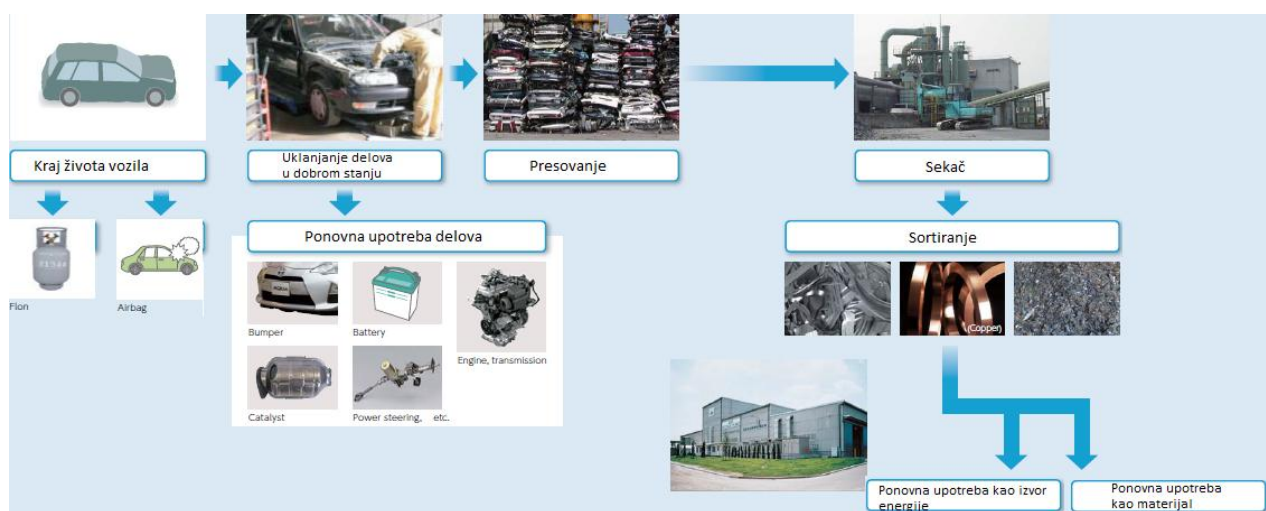 Kraj života vozila
Uklanjanje delova
u dobrom stanju
Presovanje
Sekač
Flon
Airbag
Ponovna upotreba delova
Bumper
Battery
Engine, transmission
Catalyst
Power steering, etc.
Sortiranje
(Copper)
Ponovna upotreba kao izvor
energije
Ponovna upotreba
kao materijal